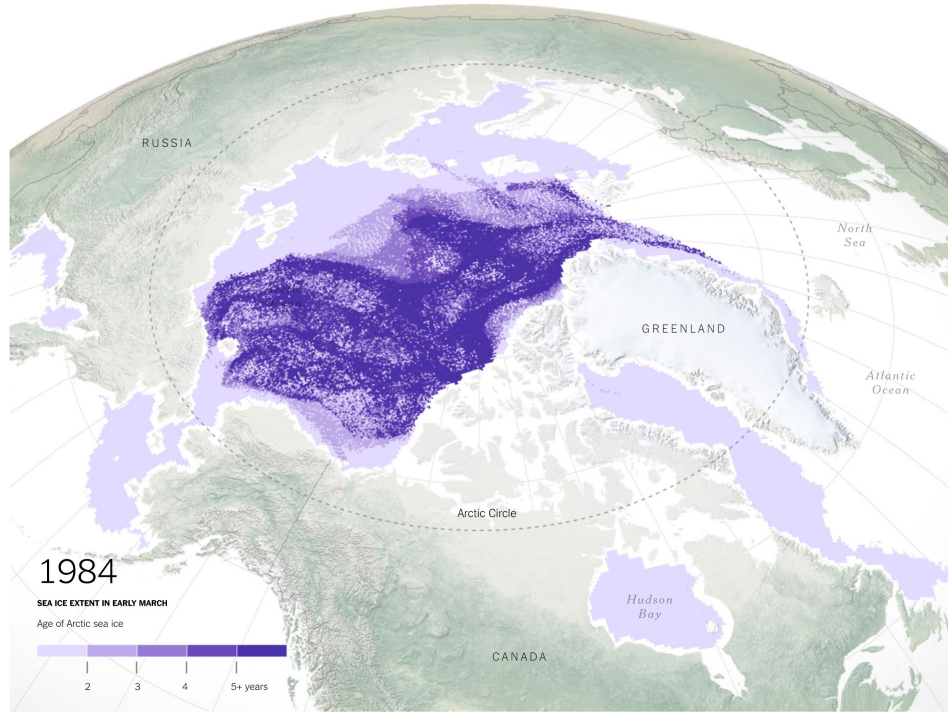 RUSSIA
North
Sea
GREENLAND
Atlantic
Ocean
Arctic Circle
1984
SEA ICE EXTENT IN EARLY MARCH
Age of Arctic sea ice
2
3
4
5+ years
Hudson
Bay
CANADA